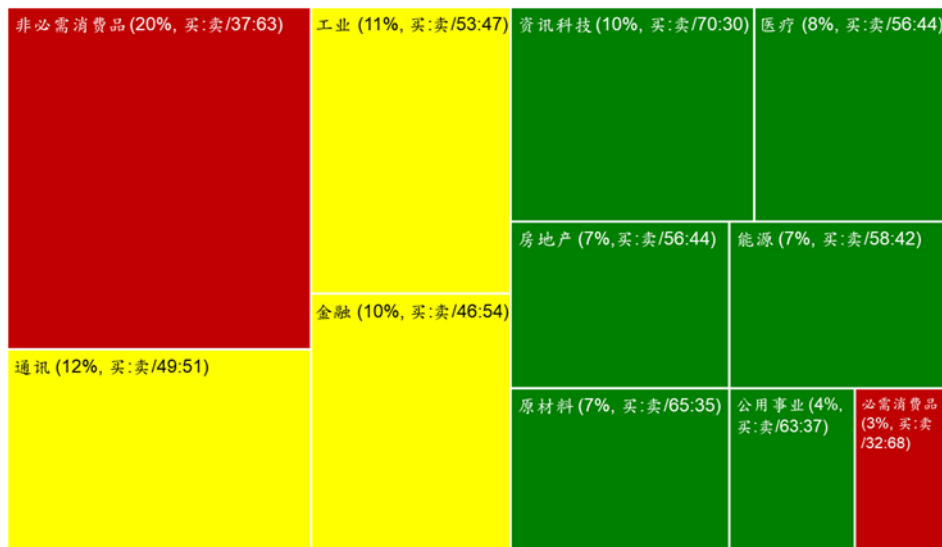 非必需消费品 (20%, 买:卖/37:63)
工业 (11%, 买:卖/53:47)
资讯科技 (10%, 买:卖/70:30)
医疗 (8%, 买:卖/56:44)
房地产 (7%,买:卖/56:44)
能源 (7%, 买:卖/58:42)
金融 (10%, 买:卖/46:54)
通讯 (12%, 买:卖/49:51)
原材料 (7%, 买:卖/65:35)
公用事业 (4%,
买:卖/63:37)
必需消费品
(3%, 买:卖
/32:68)